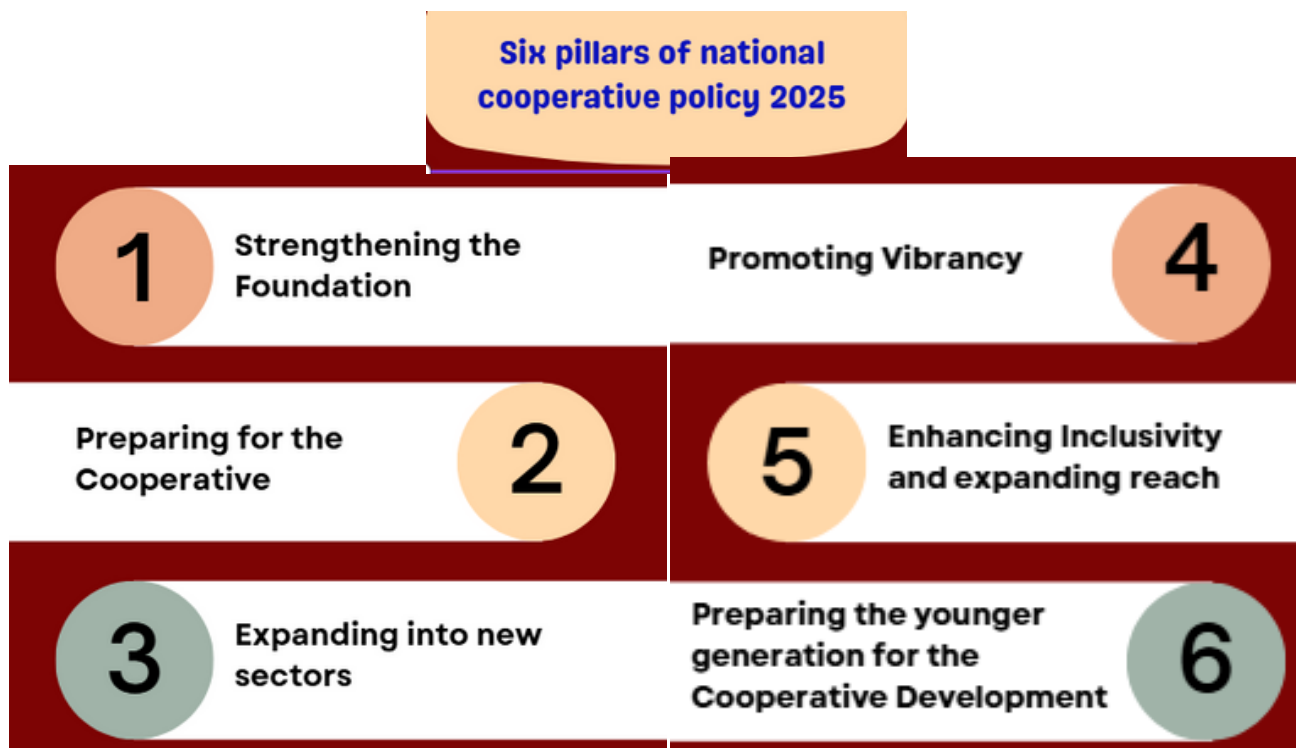 Six pillars of national
cooperative policy 2025
1
Strengthening the
Foundation
Preparing for the
Cooperative
2
3
Expanding into new
sectors
Promoting Vibrancy
4
5
Enhancing Inclusivity
and expanding reach
Preparing the younger
generation for the
Cooperative Development
6